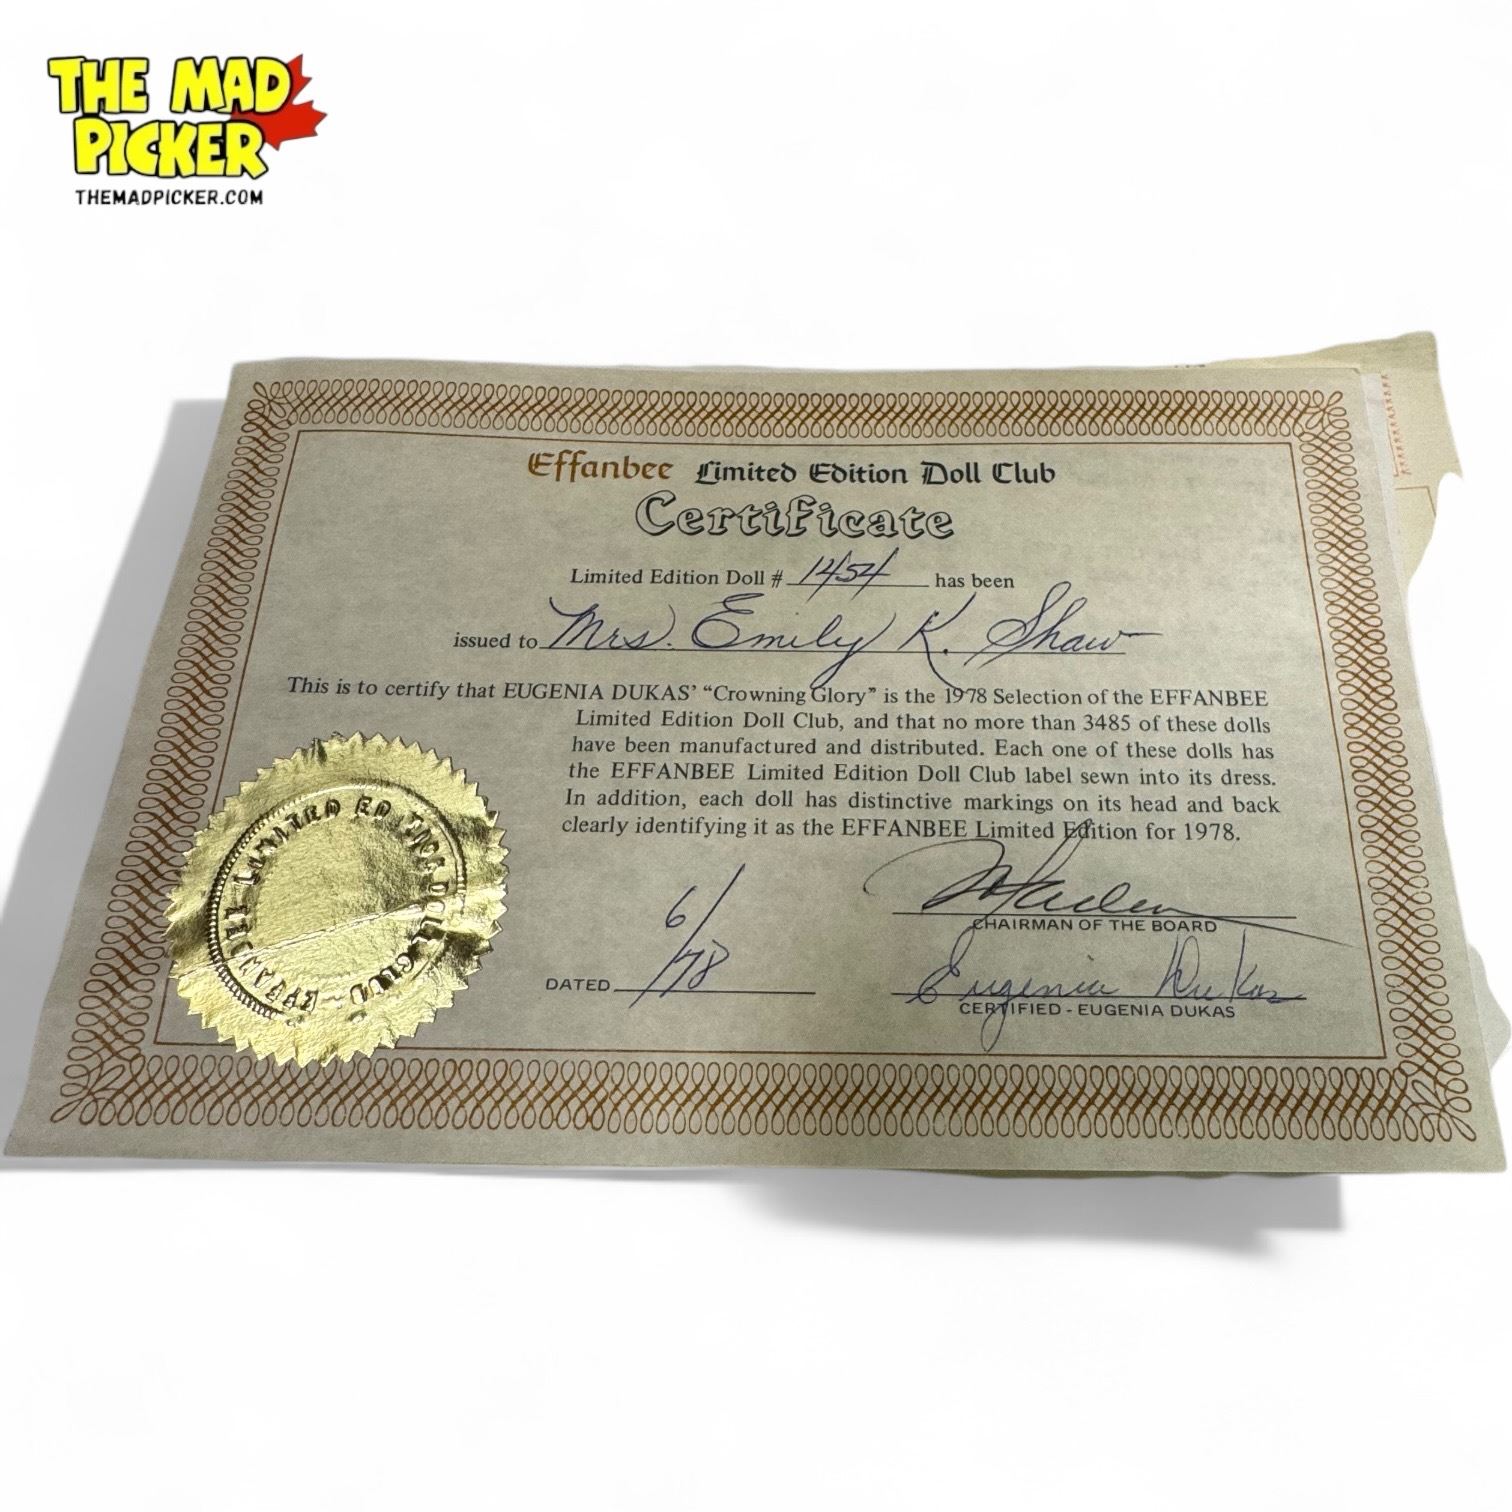 THE MAD
PICKER
THEMADPICKER.COM
Effanbee Limited Edition Doll Club
Certificate
Limited Edition Doll # 1454 has been
issued to Mrs. Emily K. Shaw
This is to certify that EUGENIA DUKAS' "Crowning Glory" is the 1978 Selection of the EFFANBEE
Limited Edition Doll Club, and that no more than 3485 of these dolls
have been manufactured and distributed. Each one of these dolls has
the EFFANBEE Limited Edition Doll Club label sewn into its dress.
In addition, each doll has distinctive markings on its head and back
clearly identifying it as the EFFANBEE Limited Edition for 1978.
EFFANBEE LIMITED EDITION DOLL CLUB
CHAIRMAN OF THE BOARD
DATED 6/78
Eugenia Dukas
CERTIFIED - EUGENIA DUKAS